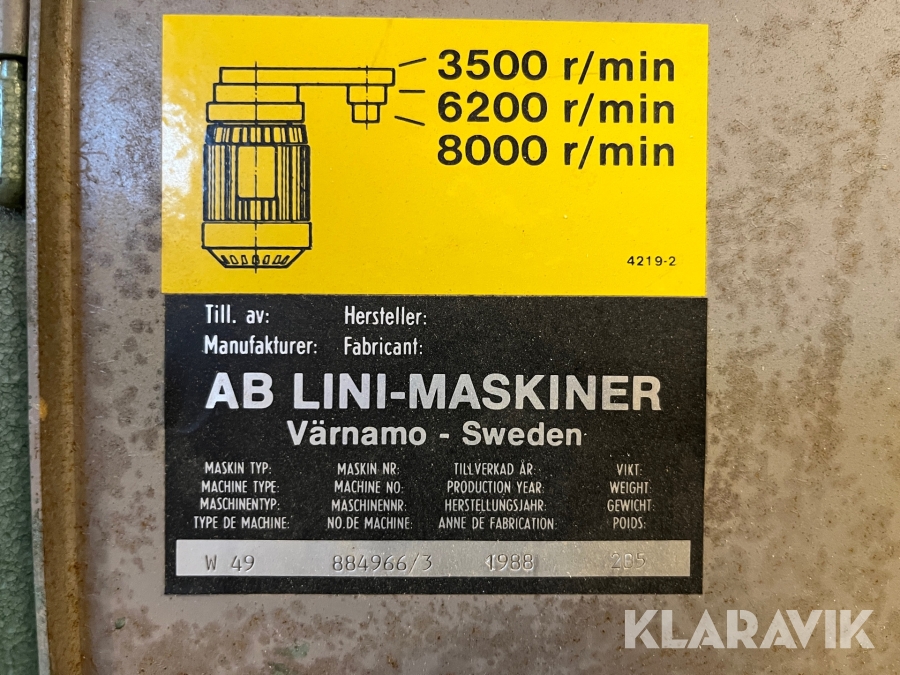 3500 r/min
6200 r/min
8000 r/min
4219-2
Till. av: Hersteller:
Manufakturer: Fabricant:
AB LINI-MASKINER
Värnamo - Sweden
MASKIN TYP: MASKIN NR: TILLVERKAD ÅR: VIKT:
MACHINE TYPE: MACHINE NO: PRODUCTION YEAR: WEIGHT:
MASCHINENTYP: MASCHINENNR: HERSTELLUNGSJAHR: GEWICHT:
TYPE DE MACHINE: NO.DE MACHINE: ANNE DE FABRICATION: POIDS:
W 49 884966/3 1988
KLARAVIK